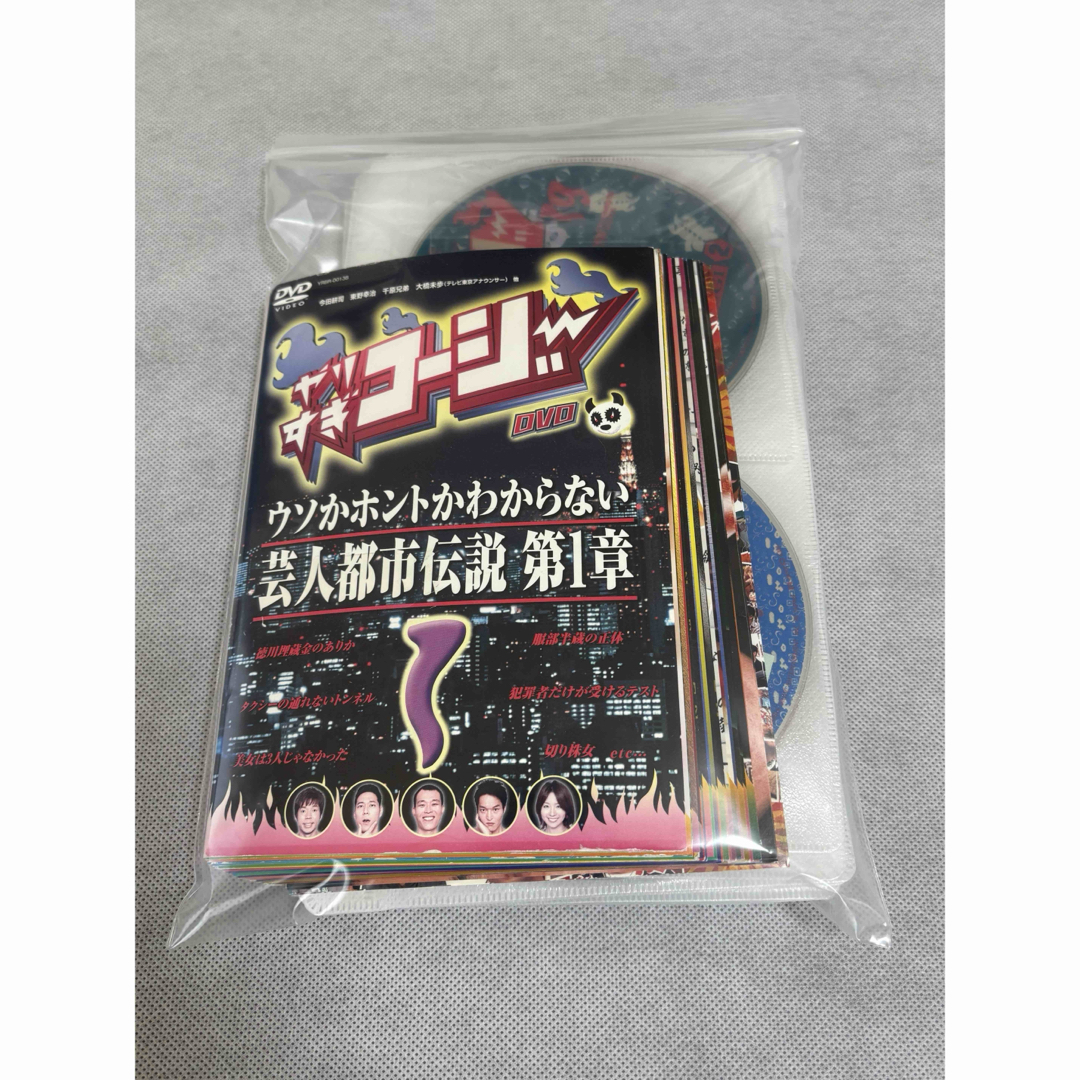 DVD
VIDEO
今田耕司 東野幸治 千原兄弟 大橋未歩(テレビ東京アナウンサー) 他
やりすぎコージー
DVD
ウソかホントかわからない
芸人都市伝説 第1章
1
徳川埋蔵金のありか
服部半蔵の正体
タクシーの通れないトンネル
犯罪者だけが受けるテスト
美女は3人じゃなかった
切り株女 etc…